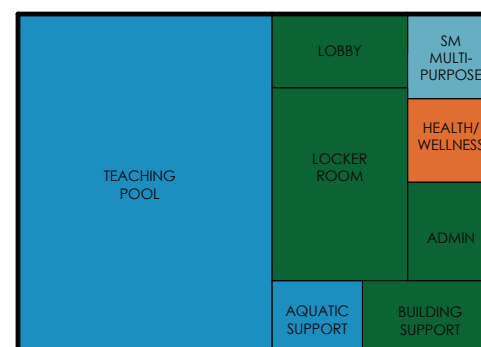 TEACHING
POOL
LOBBY
SM
MULTI-
PURPOSE
HEALTH/
WELLNESS
LOCKER
ROOM
ADMIN
AQUATIC
SUPPORT
BUILDING
SUPPORT